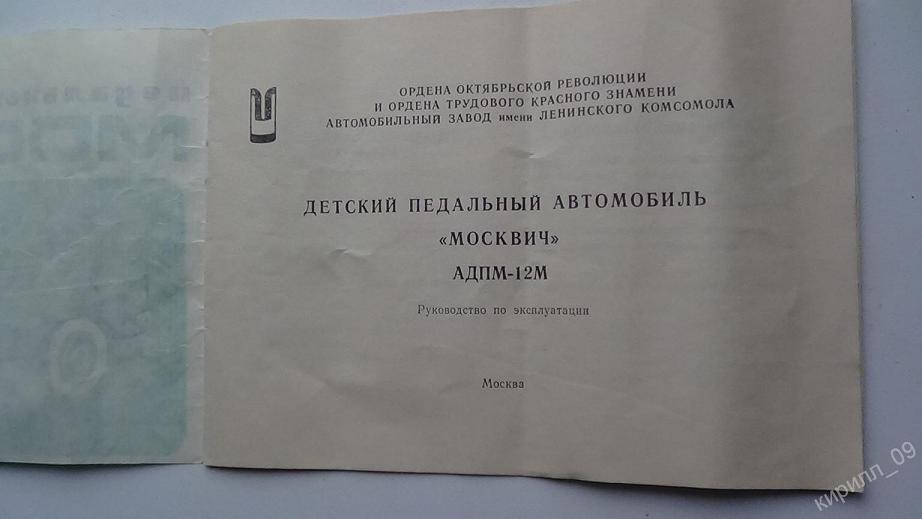 ОРДЕНА ОКТЯБРЬСКОЙ РЕВОЛЮЦИИ
И ОРДЕНА ТРУДОВОГО КРАСНОГО ЗНАМЕНИ
АВТОМОБИЛЬНЫЙ ЗАВОД имени ЛЕНИНСКОГО КОМСОМОЛА
ДЕТСКИЙ ПЕДАЛЬНЫЙ АВТОМОБИЛЬ
«МОСКВИЧ»
АДПМ-12М
Руководство по эксплуатации
Москва
кирилл_09